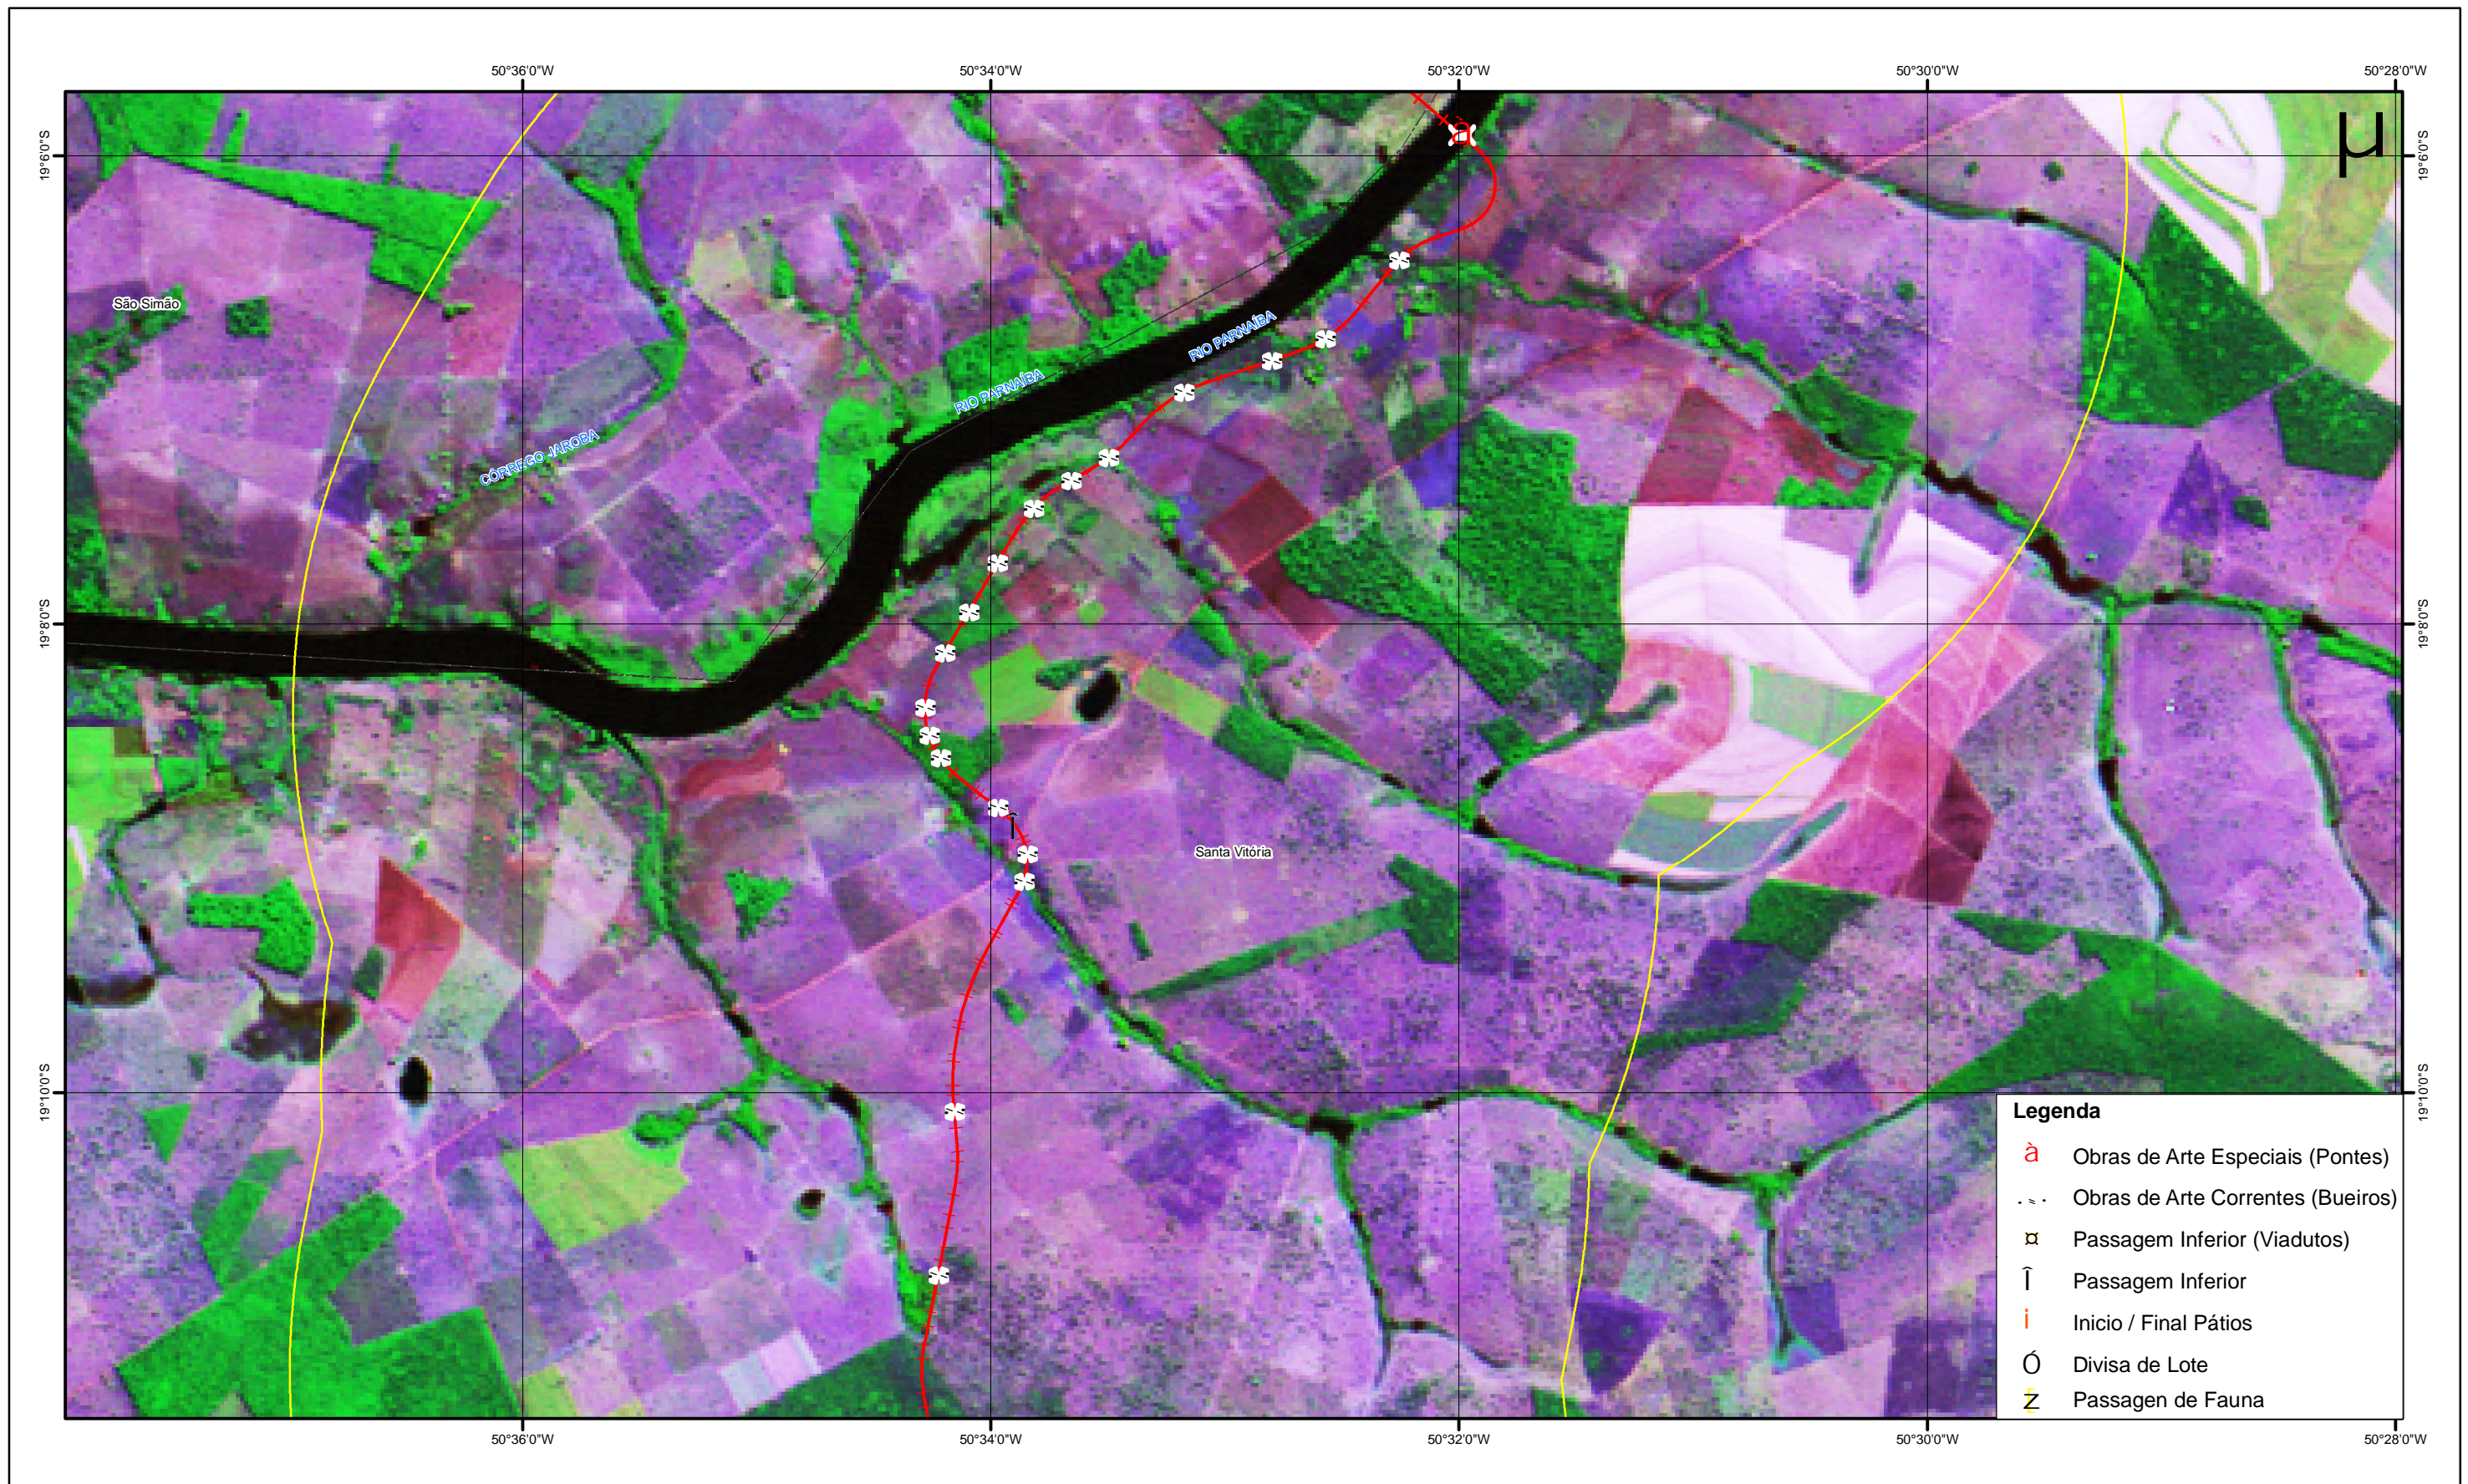 50°36'0"W
50°34'0"W
50°32'0"W
50°30'0"W
50°28'0"W
19°6'0"S
19°6'0"S
µ
São Simão
RIO PARNAÍBA
RIO PARNAÍBA
CÓRREGO JAROBA
19°8'0"S
19°8'0"S
Santa Vitória
19°10'0"S
19°10'0"S
Legenda
à Obras de Arte Especiais (Pontes)
Obras de Arte Correntes (Bueiros)
¤ Passagem Inferior (Viadutos)
Î Passagem Inferior
i Inicio / Final Pátios
Ó Divisa de Lote
Z Passagen de Fauna
50°36'0"W
50°34'0"W
50°32'0"W
50°30'0"W
50°28'0"W